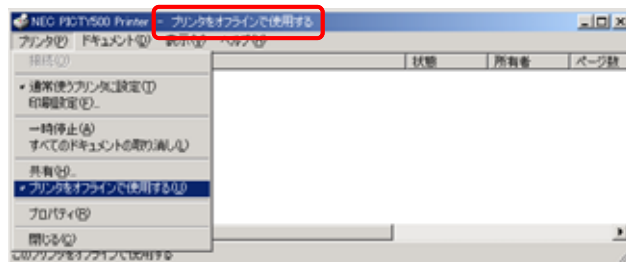 NEC PICTY500 Printer - プリンタをオフラインで使用する
プリンタ(P) ドキュメント(D) 表示(V) ヘルプ(H)
状態 所有者 ページ数
接続(O)
通常使うプリンタに設定(T)
印刷設定(E)...
一時停止(A)
すべてのドキュメントの取り消し(L)
共有(H)...
プリンタをオフラインで使用する(U)
プロパティ(R)
閉じる(C)
このプリンタをオフラインで使用する